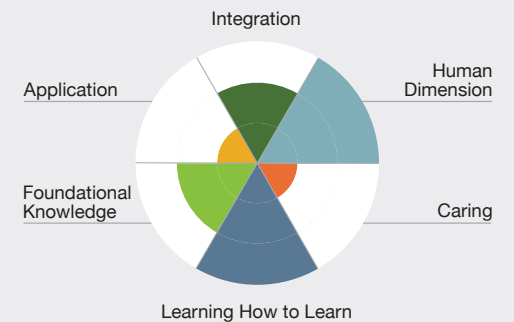 Integration
Application
Human
Dimension
Foundational
Knowledge
Caring
Learning How to Learn